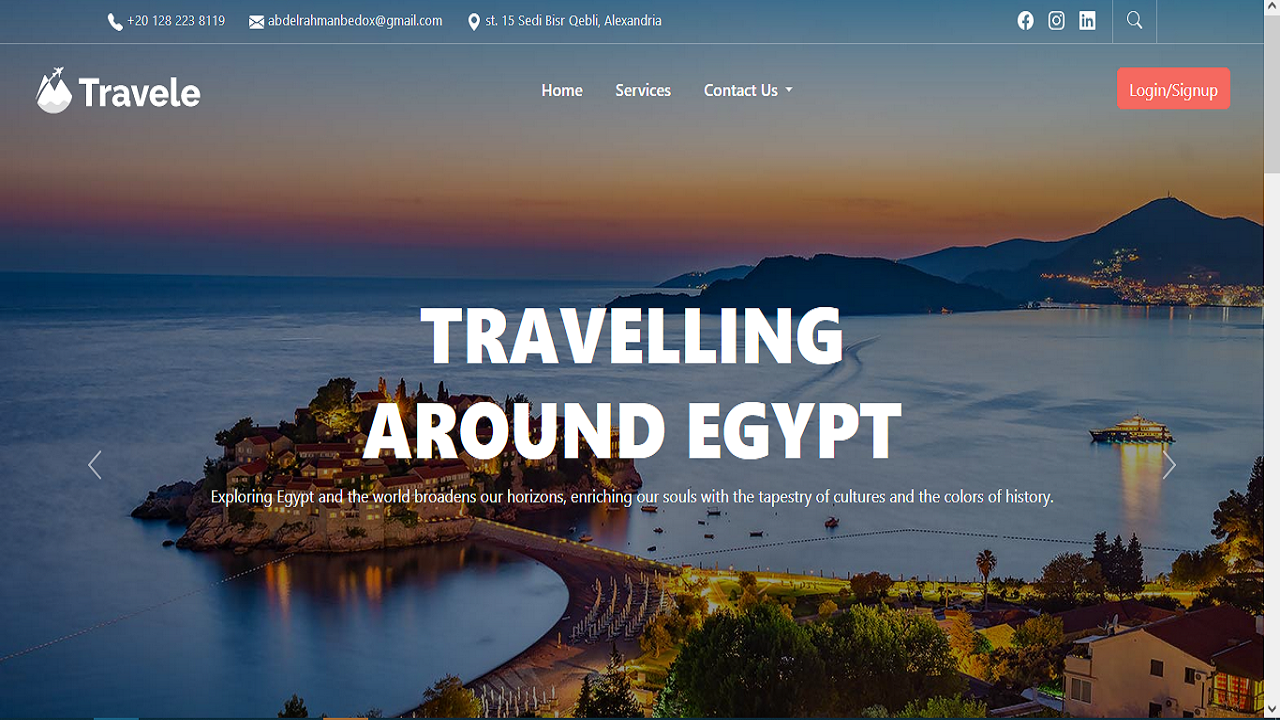 +20 128 223 8119 abdelrahmanbedox@gmail.com st. 15 Sedi Bisr Qebli, Alexandria
Travele Home Services Contact Us Login/Signup
TRAVELLING
AROUND EGYPT
Exploring Egypt and the world broadens our horizons, enriching our souls with the tapestry of cultures and the colors of history.